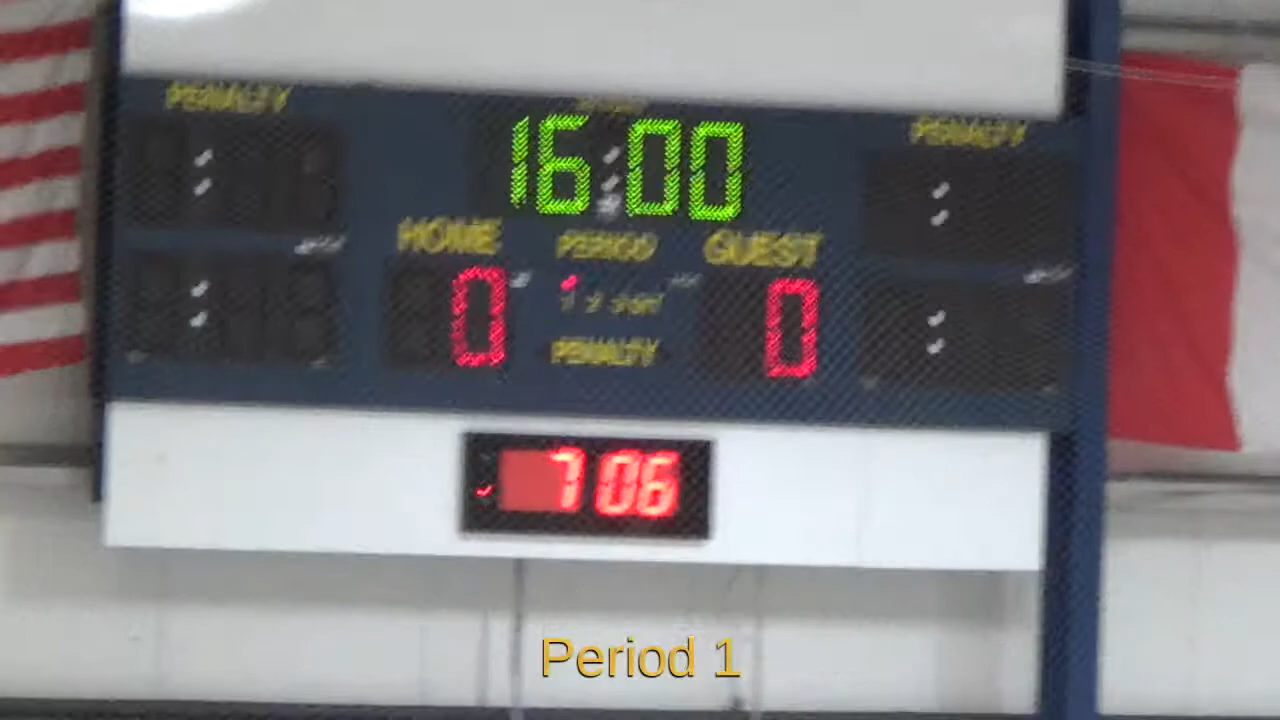 PENALTY
PENALTY
16:00
HOME
PERIOD
GUEST
0
0
PENALTY
7 06
Period 1